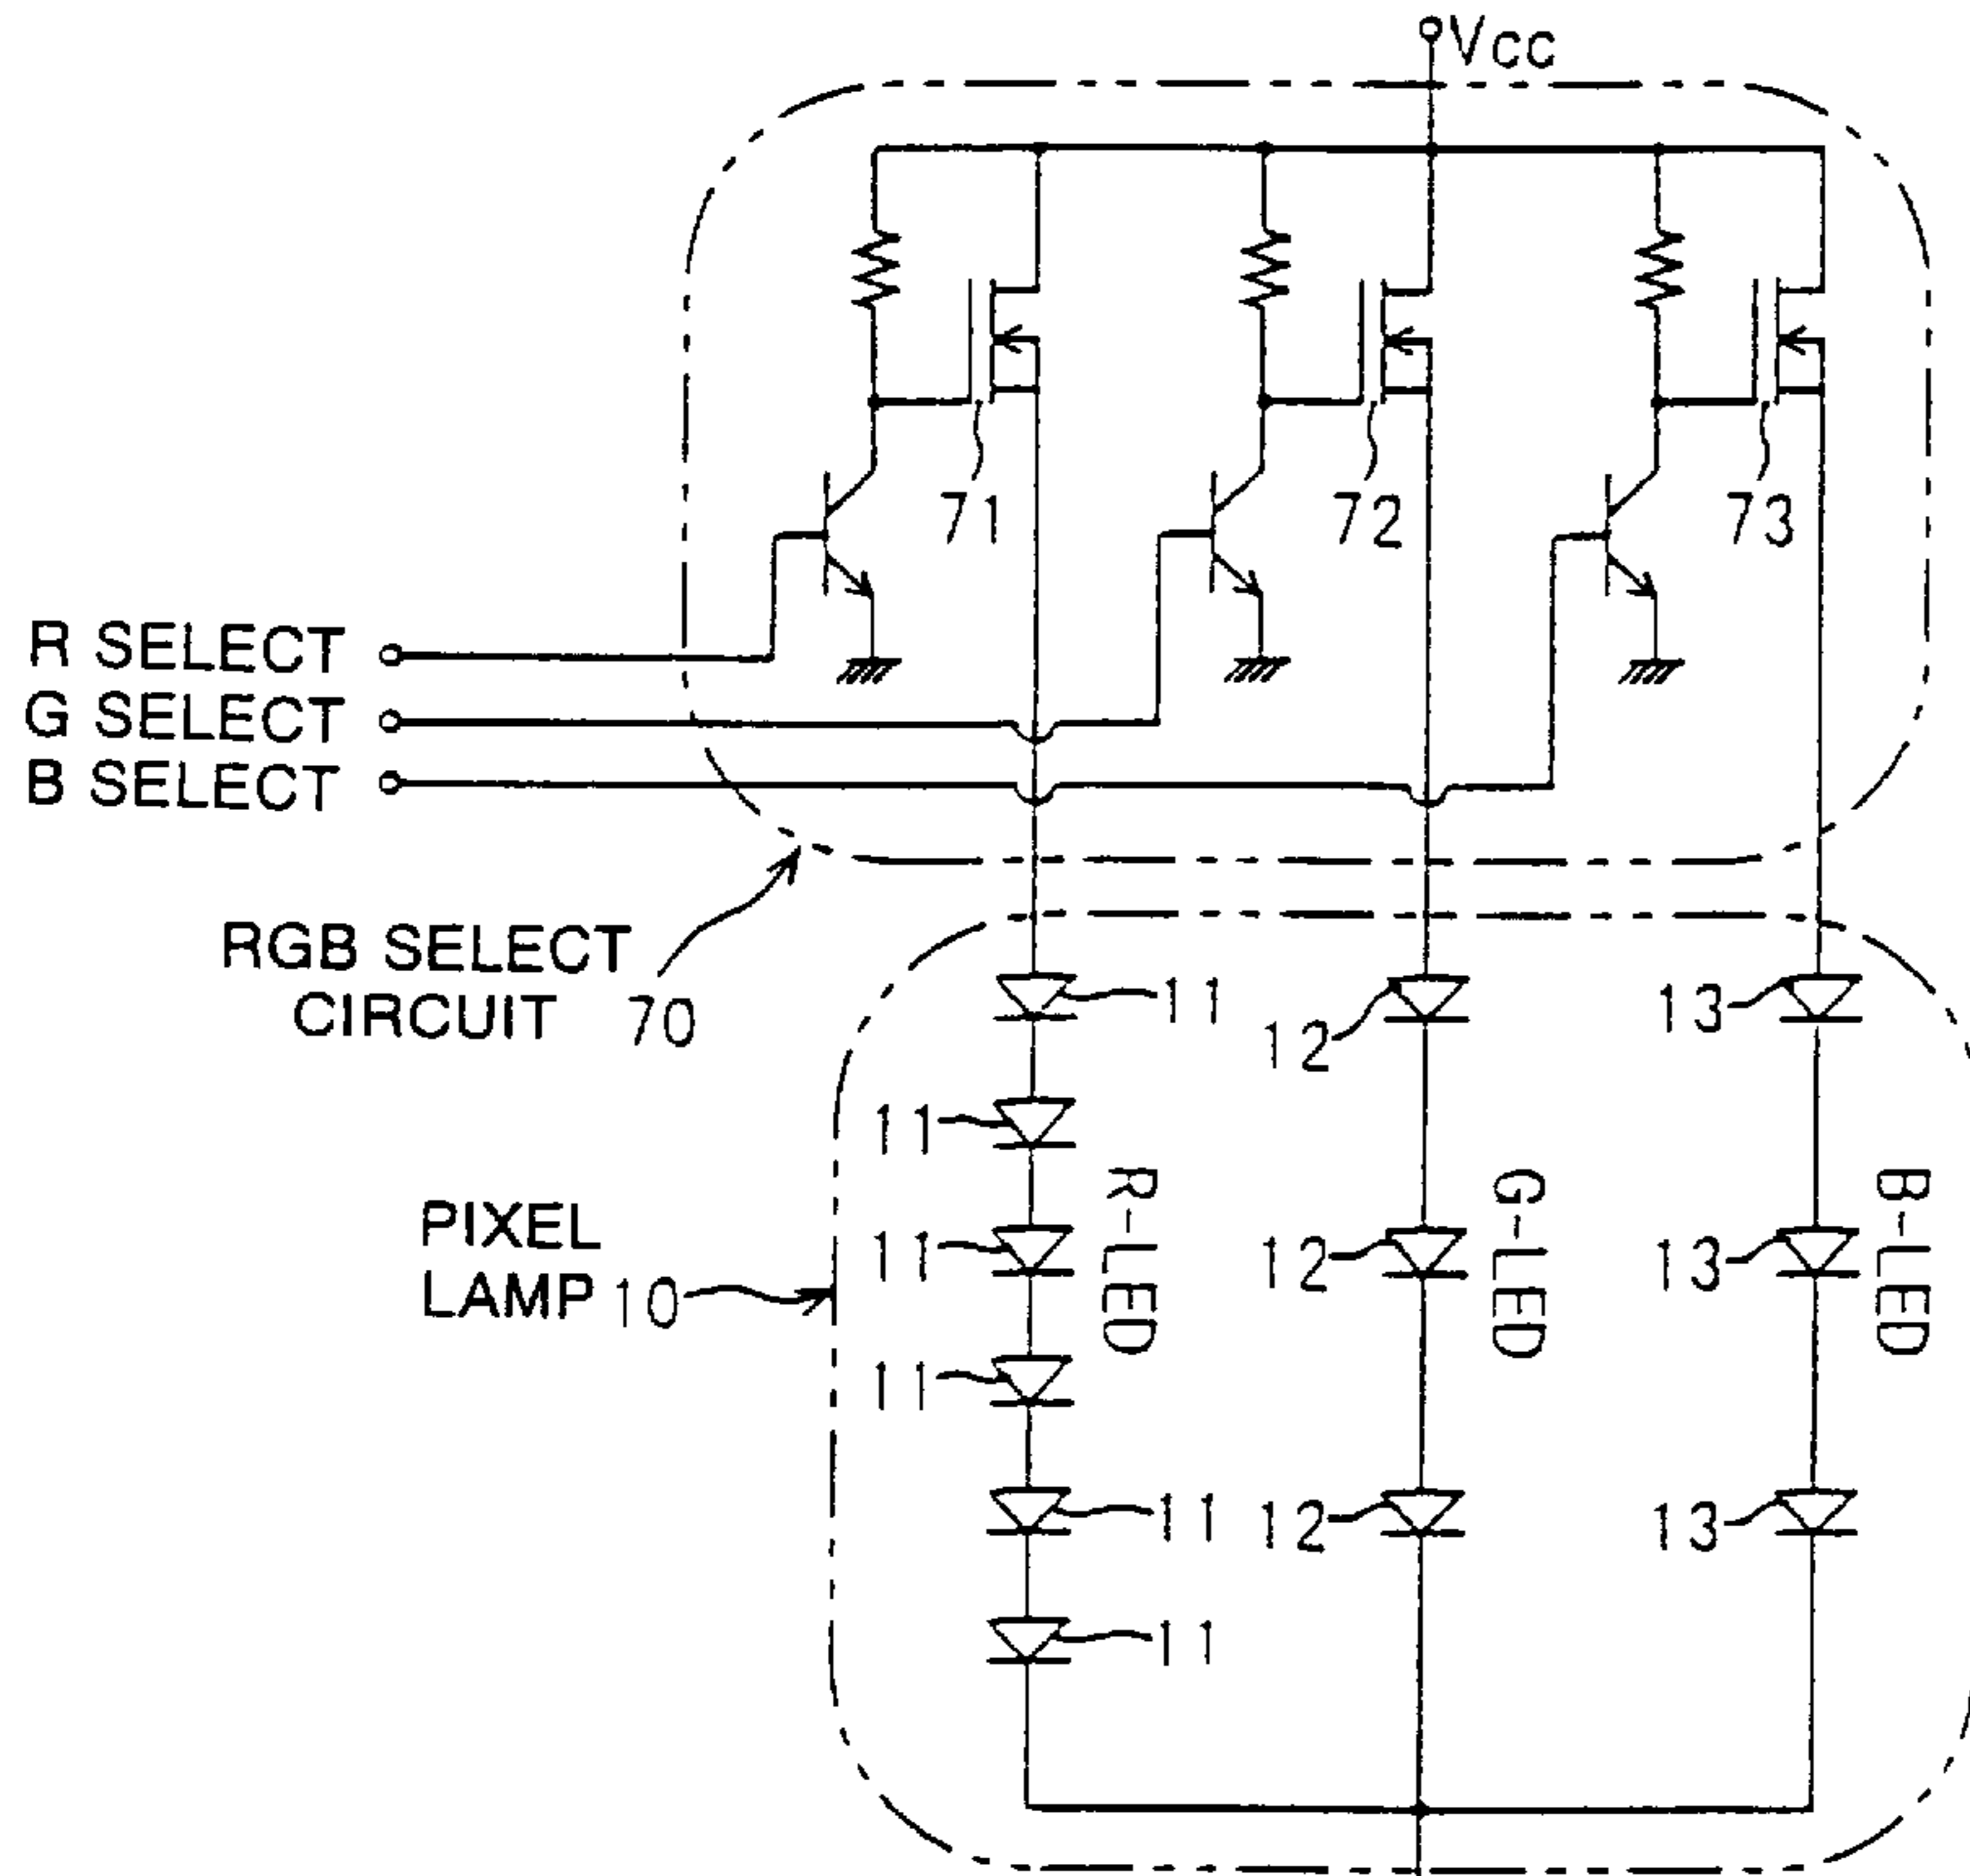 Vcc
71
72
73
R SELECT
G SELECT
B SELECT
RGB SELECT
CIRCUIT 70
11
12
13
11
PIXEL
LAMP 10
R-LED
G-LED
B-LED
11
12
13
11
11
12
13
11